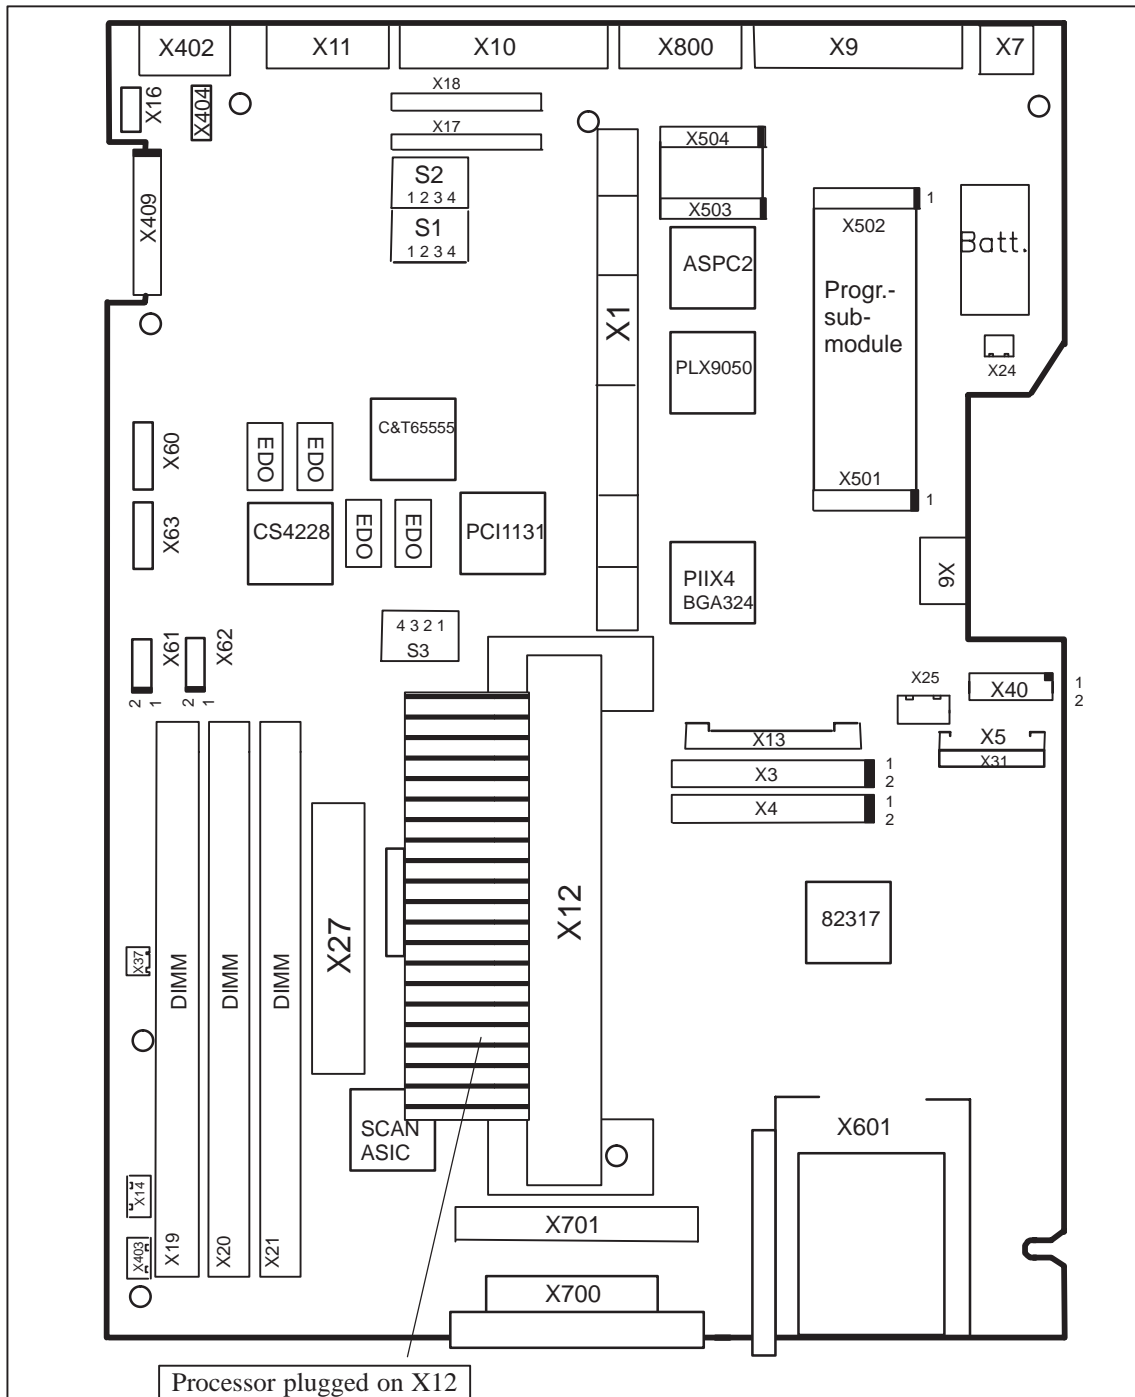 X402
X11
X10
X800
X9
X7
X16
X404
X18
X17
X504
X409
S2
1 2 3 4
S1
1 2 3 4
X503
X502
1
Batt.
ASPC2
X1
Progr.-
sub-
module
PLX9050
X24
C&T65555
X60
EDO
EDO
X501
1
X63
CS4228
EDO
EDO
PCI1131
PIIX4
BGA324
X6
4 3 2 1
S3
X61
X62
2 1
2 1
X25
X40
1
2
X13
X5
X31
X3
1
2
X4
1
2
X12
82317
X27
DIMM
DIMM
DIMM
X37
SCAN
ASIC
X601
X14
X701
X403
X19
X20
X21
X700
Processor plugged on X12